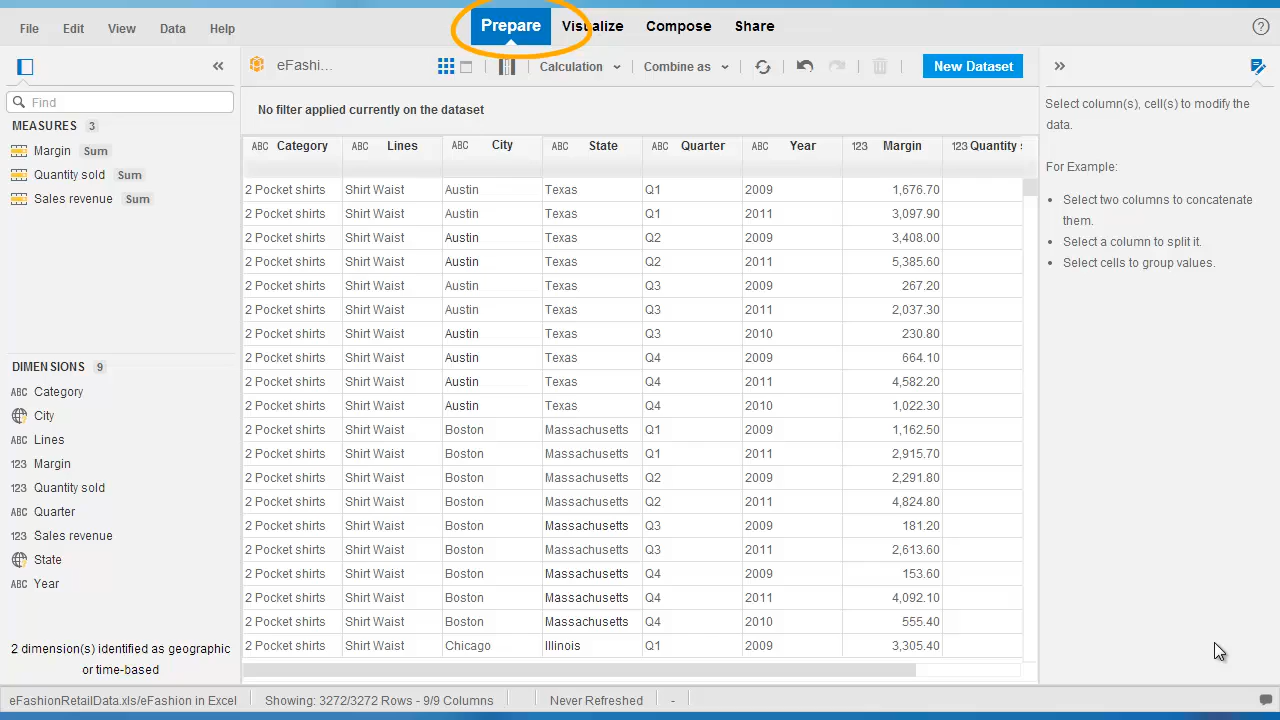 File Edit View Data Help Prepare Visualize Compose Share
eFashi... Calculation Combine as New Dataset
Find
No filter applied currently on the dataset
MEASURES 3
Margin Sum
Quantity sold Sum
Sales revenue Sum
DIMENSIONS 9
ABC Category
City
ABC Lines
123 Margin
123 Quantity sold
ABC Quarter
123 Sales revenue
State
ABC Year
2 dimension(s) identified as geographic
or time-based
ABC Category ABC Lines ABC City ABC State ABC Quarter ABC Year 123 Margin 123 Quantity s
2 Pocket shirts Shirt Waist Austin Texas Q1 2009 1,676.70
2 Pocket shirts Shirt Waist Austin Texas Q1 2011 3,097.90
2 Pocket shirts Shirt Waist Austin Texas Q2 2009 3,408.00
2 Pocket shirts Shirt Waist Austin Texas Q2 2011 5,385.60
2 Pocket shirts Shirt Waist Austin Texas Q3 2009 267.20
2 Pocket shirts Shirt Waist Austin Texas Q3 2011 2,037.30
2 Pocket shirts Shirt Waist Austin Texas Q3 2010 230.80
2 Pocket shirts Shirt Waist Austin Texas Q4 2009 664.10
2 Pocket shirts Shirt Waist Austin Texas Q4 2011 4,582.20
2 Pocket shirts Shirt Waist Austin Texas Q4 2010 1,022.30
2 Pocket shirts Shirt Waist Boston Massachusetts Q1 2009 1,162.50
2 Pocket shirts Shirt Waist Boston Massachusetts Q1 2011 2,915.70
2 Pocket shirts Shirt Waist Boston Massachusetts Q2 2009 2,291.80
2 Pocket shirts Shirt Waist Boston Massachusetts Q2 2011 4,824.80
2 Pocket shirts Shirt Waist Boston Massachusetts Q3 2009 181.20
2 Pocket shirts Shirt Waist Boston Massachusetts Q3 2011 2,613.60
2 Pocket shirts Shirt Waist Boston Massachusetts Q4 2009 153.60
2 Pocket shirts Shirt Waist Boston Massachusetts Q4 2011 4,092.10
2 Pocket shirts Shirt Waist Boston Massachusetts Q4 2010 555.40
2 Pocket shirts Shirt Waist Chicago Illinois Q1 2009 3,305.40
Select column(s), cell(s) to modify the
data.
For Example:
• Select two columns to concatenate
them.
• Select a column to split it.
• Select cells to group values.
eFashionRetailData.xls/eFashion in Excel Showing: 3272/3272 Rows - 9/9 Columns Never Refreshed -